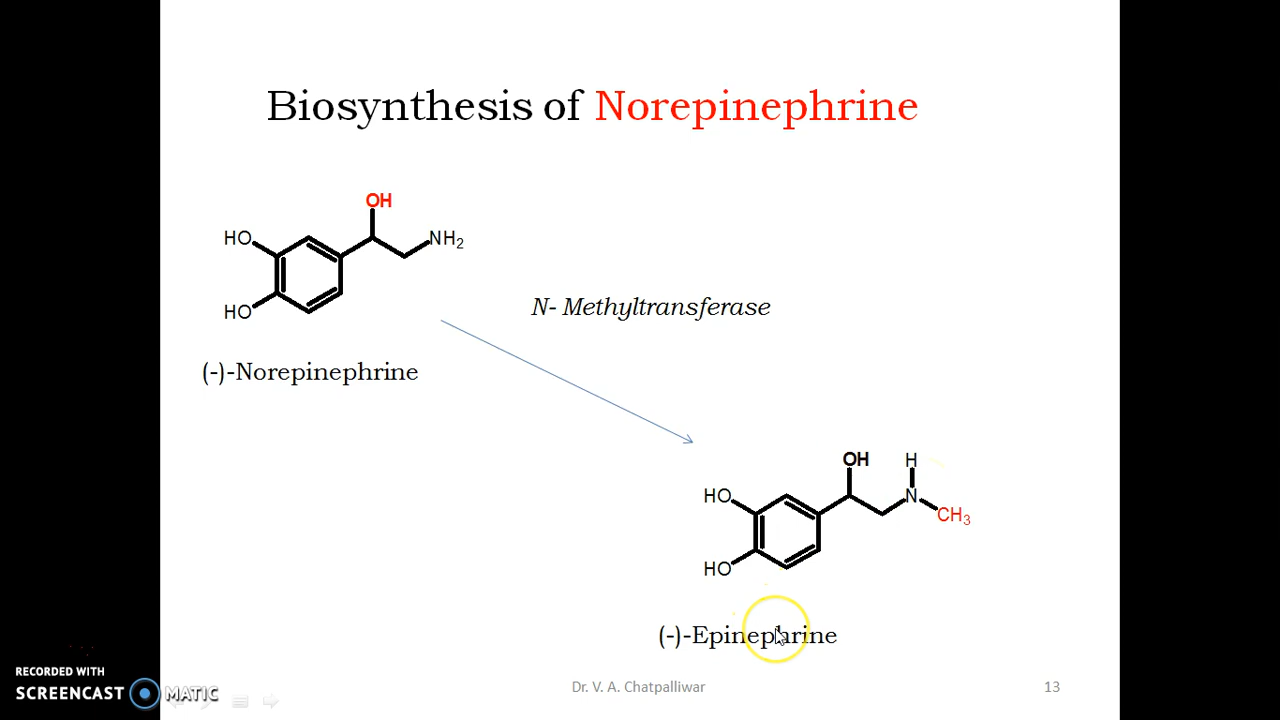 Biosynthesis of Norepinephrine
OH
HO
NH2
HO
N- Methyltransferase
(-)-Norepinephrine
OH
H
HO
N
CH3
HO
(-)-Epinephrine
RECORDED WITH
SCREENCAST MATIC
Dr. V. A. Chatpalliwar
13